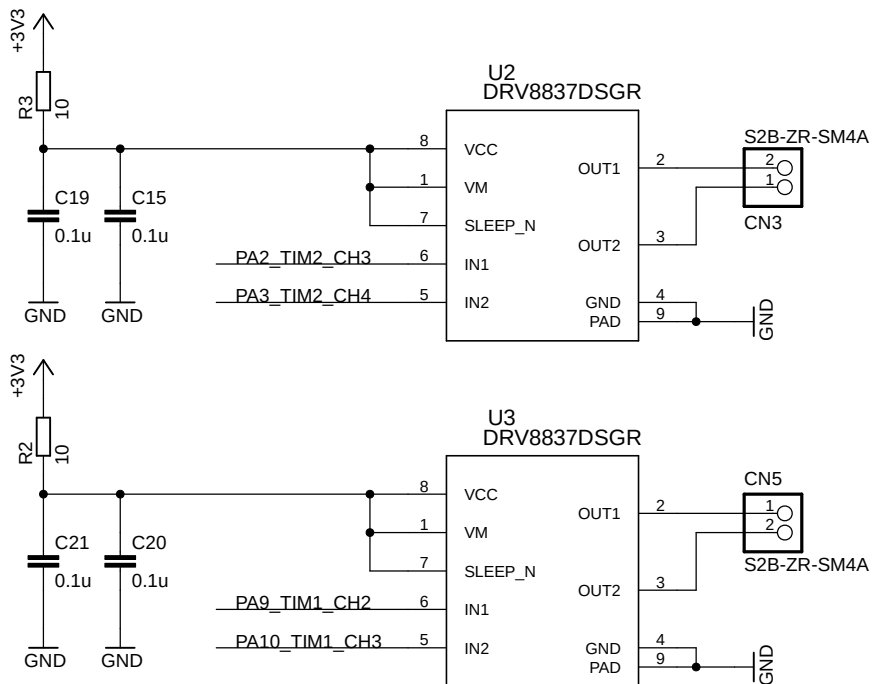 +3V3
R3
10
U2
DRV8837DSGR
8
VCC
1
VM
7
SLEEP_N
PA2_TIM2_CH3
6
IN1
PA3_TIM2_CH4
5
IN2
OUT1
2
OUT2
3
GND
4
PAD
9
GND
S2B-ZR-SM4A
2
1
CN3
C19
0.1u
GND
C15
0.1u
GND
+3V3
R2
10
U3
DRV8837DSGR
8
VCC
1
VM
7
SLEEP_N
PA9_TIM1_CH2
6
IN1
PA10_TIM1_CH3
5
IN2
OUT1
2
OUT2
3
GND
4
PAD
9
GND
CN5
1
2
S2B-ZR-SM4A
C21
0.1u
GND
C20
0.1u
GND